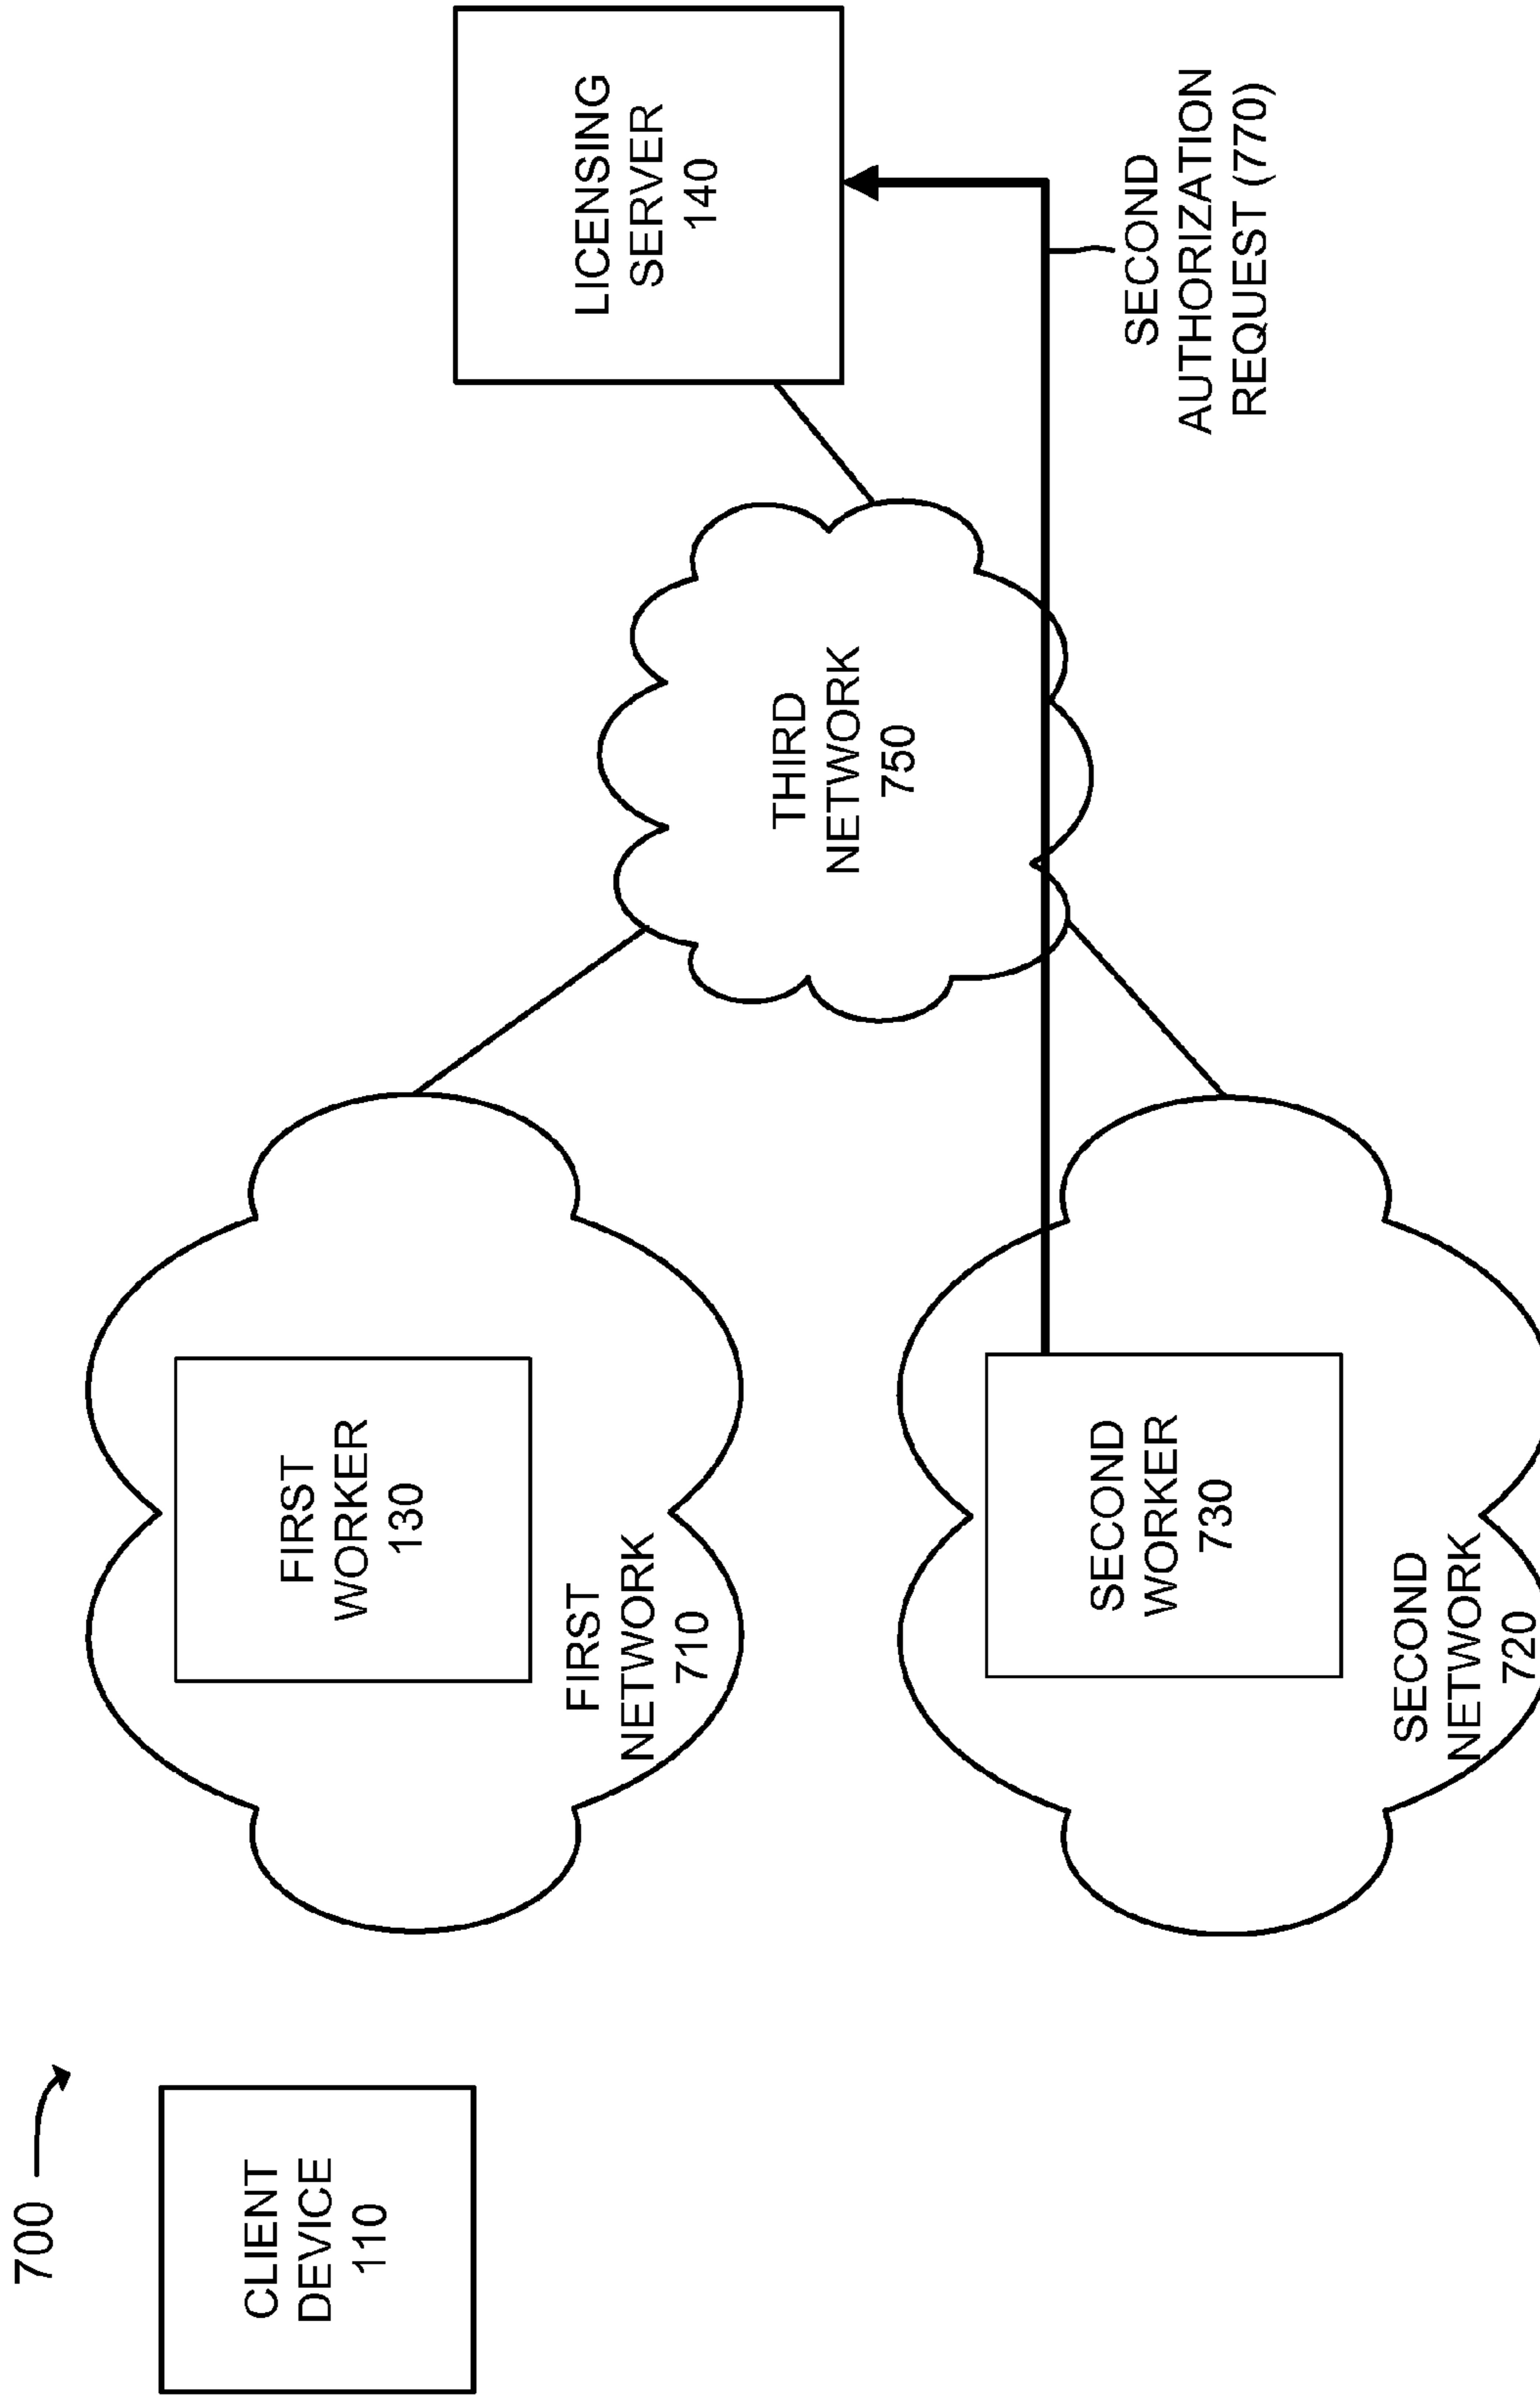 700
CLIENT
DEVICE
110
FIRST
WORKER
130
FIRST
NETWORK
710
SECOND
WORKER
730
SECOND
NETWORK
720
THIRD
NETWORK
750
LICENSING
SERVER
140
SECOND
AUTHORIZATION
REQUEST (770)